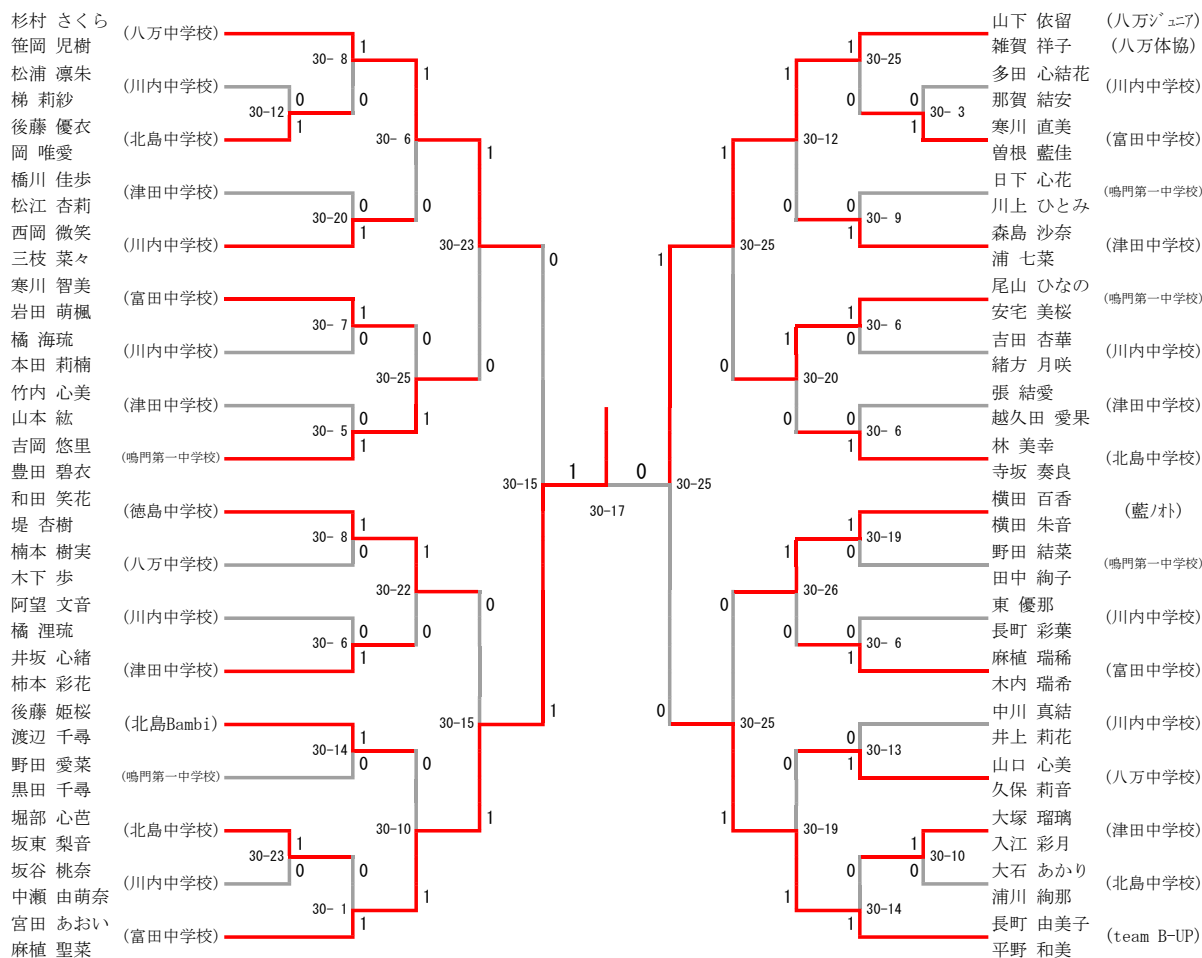 杉村 さくら
笹岡 児樹
(八万中学校)
松浦 凛朱
梯 莉紗
(川内中学校)
後藤 優衣
岡 唯愛
(北島中学校)
橋川 佳歩
松江 杏莉
(津田中学校)
西岡 微笑
三枝 菜々
(川内中学校)
寒川 智美
岩田 萌楓
(富田中学校)
橘 海琉
本田 莉楠
(川内中学校)
竹内 心美
山本 紘
(津田中学校)
吉岡 悠里
豊田 碧衣
(鳴門第一中学校)
和田 笑花
堤 杏樹
(徳島中学校)
楠本 樹実
木下 歩
(八万中学校)
阿望 文音
橘 浬琉
(川内中学校)
井坂 心緒
柿本 彩花
(津田中学校)
後藤 姫桜
渡辺 千尋
(北島Bambi)
野田 愛菜
黒田 千尋
(鳴門第一中学校)
堀部 心芭
坂東 梨音
(北島中学校)
坂谷 桃奈
中瀬 由萌奈
(川内中学校)
宮田 あおい
麻植 聖菜
(富田中学校)
1
30- 8
0
0
30-12
1
1
30- 6
0
0
30-20
1
1
30-23
0
1
30- 7
0
0
30-25
1
0
30- 5
1
0
30-15
1
1
30- 8
0
1
30-22
0
0
30- 6
1
0
30-15
1
1
30-14
0
0
30-10
1
1
30-23
0
0
30- 1
1
1
0
30-17
山下 依留
(八万ジュニア)
雑賀 祥子
(八万体協)
多田 心結花
那賀 結安
(川内中学校)
寒川 直美
曽根 藍佳
(富田中学校)
日下 心花
川上 ひとみ
(鳴門第一中学校)
森島 沙奈
浦 七菜
(津田中学校)
尾山 ひなの
安宅 美桜
(鳴門第一中学校)
吉田 杏華
緒方 月咲
(川内中学校)
張 結愛
越久田 愛果
(津田中学校)
林 美幸
寺坂 奏良
(北島中学校)
横田 百香
横田 朱音
(藍ノオト)
野田 結菜
田中 絢子
(鳴門第一中学校)
東 優那
長町 彩葉
(川内中学校)
麻植 瑞稀
木内 瑞希
(富田中学校)
中川 真結
井上 莉花
(川内中学校)
山口 心美
久保 莉音
(八万中学校)
大塚 瑠璃
入江 彩月
(津田中学校)
大石 あかり
浦川 絢那
(北島中学校)
長町 由美子
平野 和美
(team B-UP)
1
30-25
0
0
30- 3
1
1
30-12
0
0
30- 9
1
1
30-25
0
1
30- 6
0
1
30-20
0
0
30- 6
1
1
30-25
0
1
30-19
0
1
30-26
0
0
30- 6
1
0
30-25
1
0
30-13
1
0
30-19
1
1
30-10
0
0
30-14
1